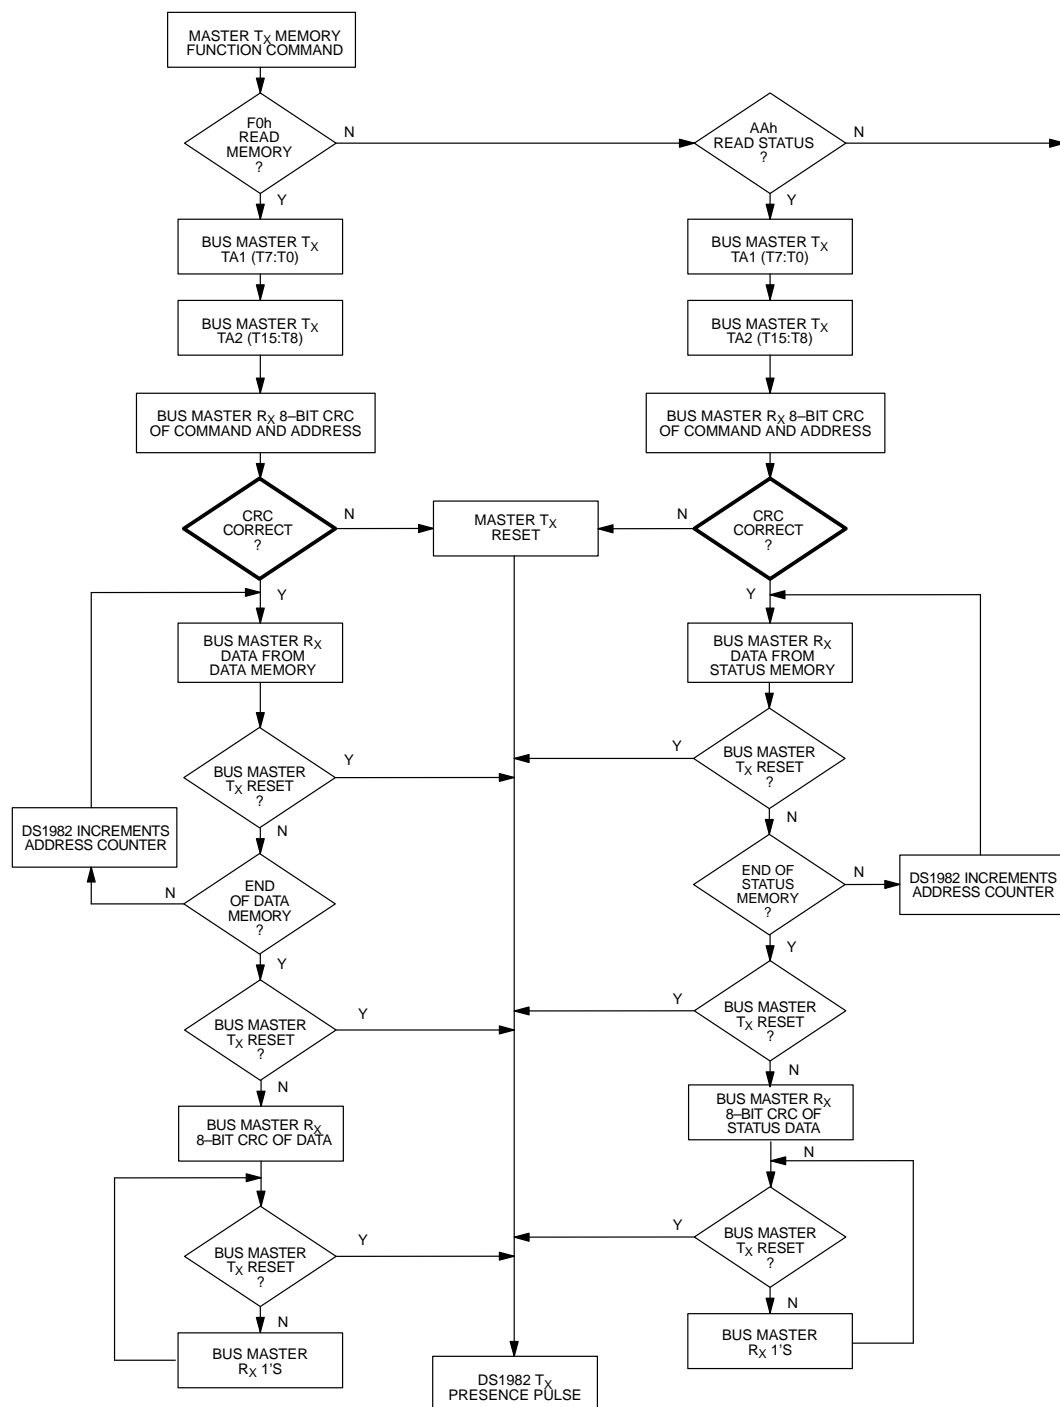 MASTER TX MEMORY
FUNCTION COMMAND
F0h
READ
MEMORY
?
N
Y
AAh
READ STATUS
?
N
Y
BUS MASTER TX
TA1 (T7:T0)
BUS MASTER TX
TA1 (T7:T0)
BUS MASTER TX
TA2 (T15:T8)
BUS MASTER TX
TA2 (T15:T8)
BUS MASTER RX 8–BIT CRC
OF COMMAND AND ADDRESS
BUS MASTER RX 8–BIT CRC
OF COMMAND AND ADDRESS
CRC
CORRECT
?
N
Y
MASTER TX
RESET
CRC
CORRECT
?
N
Y
BUS MASTER RX
DATA FROM
DATA MEMORY
BUS MASTER RX
DATA FROM
STATUS MEMORY
BUS MASTER
TX RESET
?
Y
N
BUS MASTER
TX RESET
?
Y
N
DS1982 INCREMENTS
ADDRESS COUNTER
END
OF DATA
MEMORY
?
N
Y
END OF
STATUS
MEMORY
?
N
Y
DS1982 INCREMENTS
ADDRESS COUNTER
BUS MASTER
TX RESET
?
Y
N
BUS MASTER
TX RESET
?
Y
N
BUS MASTER RX
8–BIT CRC OF DATA
BUS MASTER RX
8–BIT CRC OF
STATUS DATA
N
BUS MASTER
TX RESET
?
Y
N
BUS MASTER
TX RESET
?
Y
N
BUS MASTER
RX 1'S
BUS MASTER
RX 1'S
DS1982 TX
PRESENCE PULSE